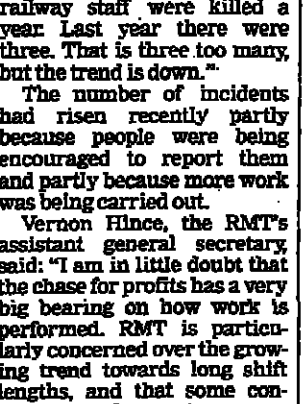 railway staff were killed a
year. Last year there were
three. That is three too many,
but the trend is down."
The number of incidents
had risen recently partly
because people were being
encouraged to report them
and partly because more work
was being carried out.
Vernon Hince, the RMT's
assistant general secretary,
said: "I am in little doubt that
the chase for profits has a very
big bearing on how work is
performed. RMT is particu-
larly concerned over the grow-
ing trend towards long shift
lengths, and that some con-